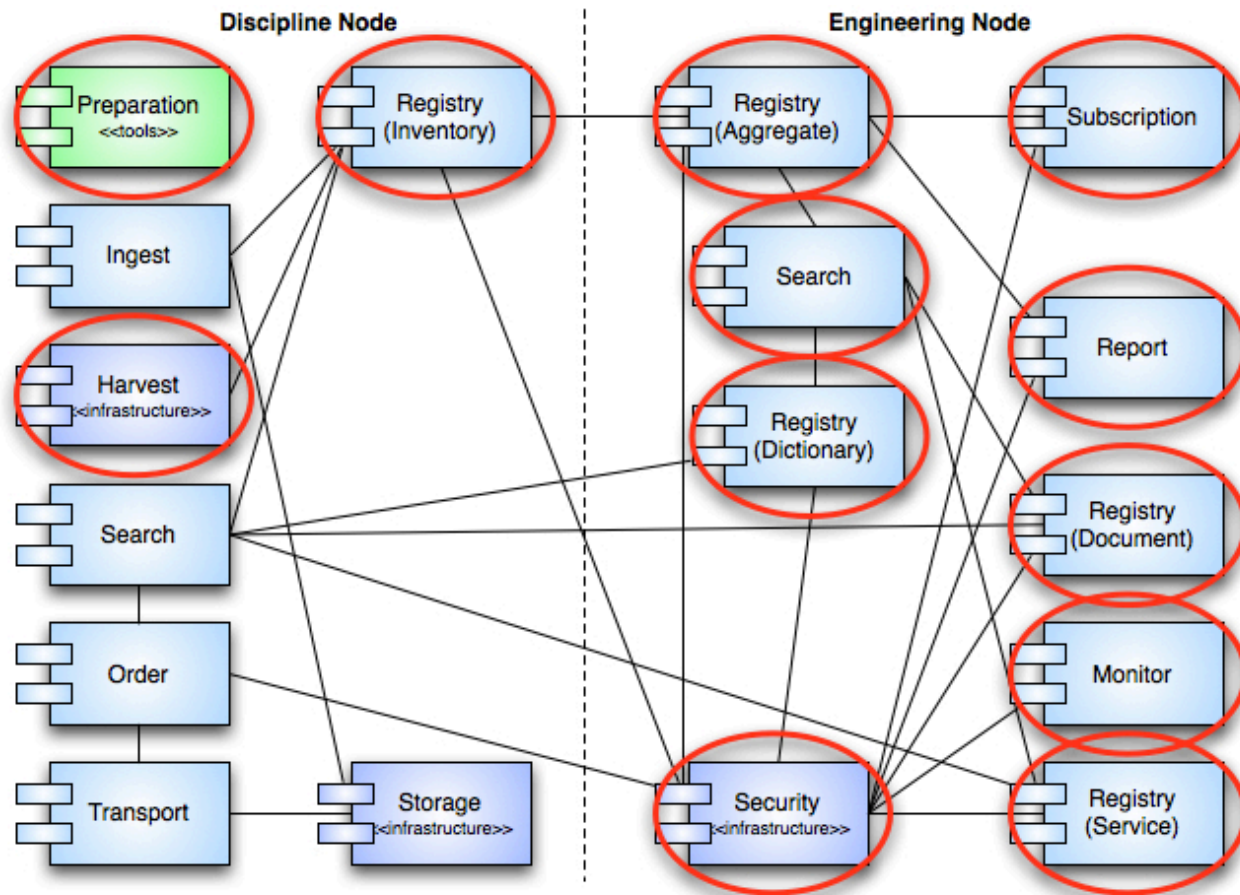 Discipline Node
Engineering Node
Preparation
<<tools>>
Registry
(Inventory)
Registry
(Aggregate)
Subscription
Ingest
Search
Harvest
<<infrastructure>>
Report
Registry
(Dictionary)
Search
Registry
(Document)
Order
Monitor
Transport
Storage
<<infrastructure>>
Security
<<infrastructure>>
Registry
(Service)